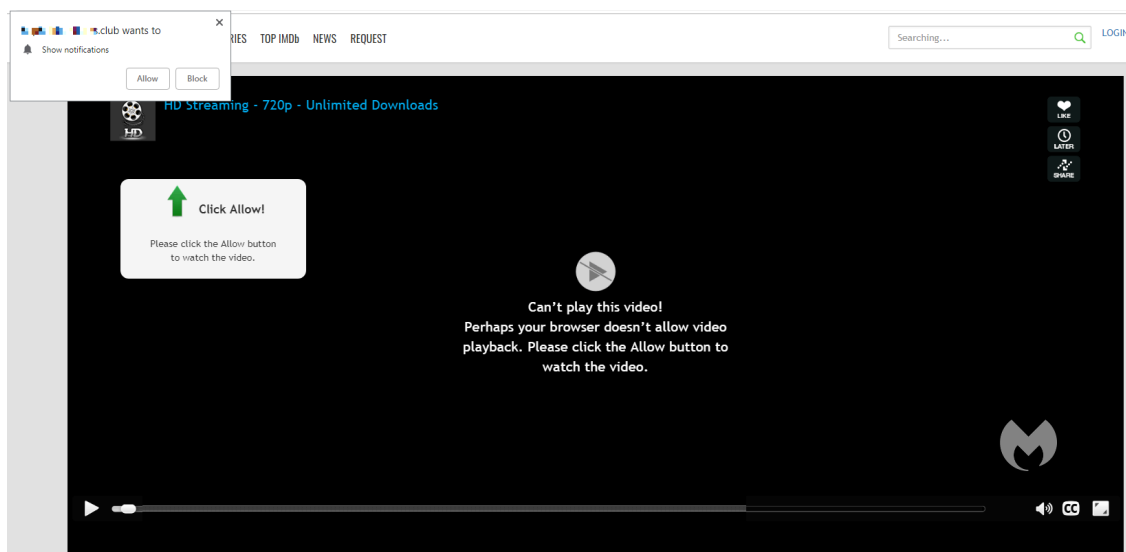 s.club wants to
Show notifications
Allow Block
RIES TOP IMDb NEWS REQUEST
Searching...
LOGIN
HD Streaming - 720p - Unlimited Downloads
HD
LIKE
LATER
SHARE
Click Allow!
Please click the Allow button
to watch the video.
Can't play this video!
Perhaps your browser doesn't allow video
playback. Please click the Allow button to
watch the video.
CC